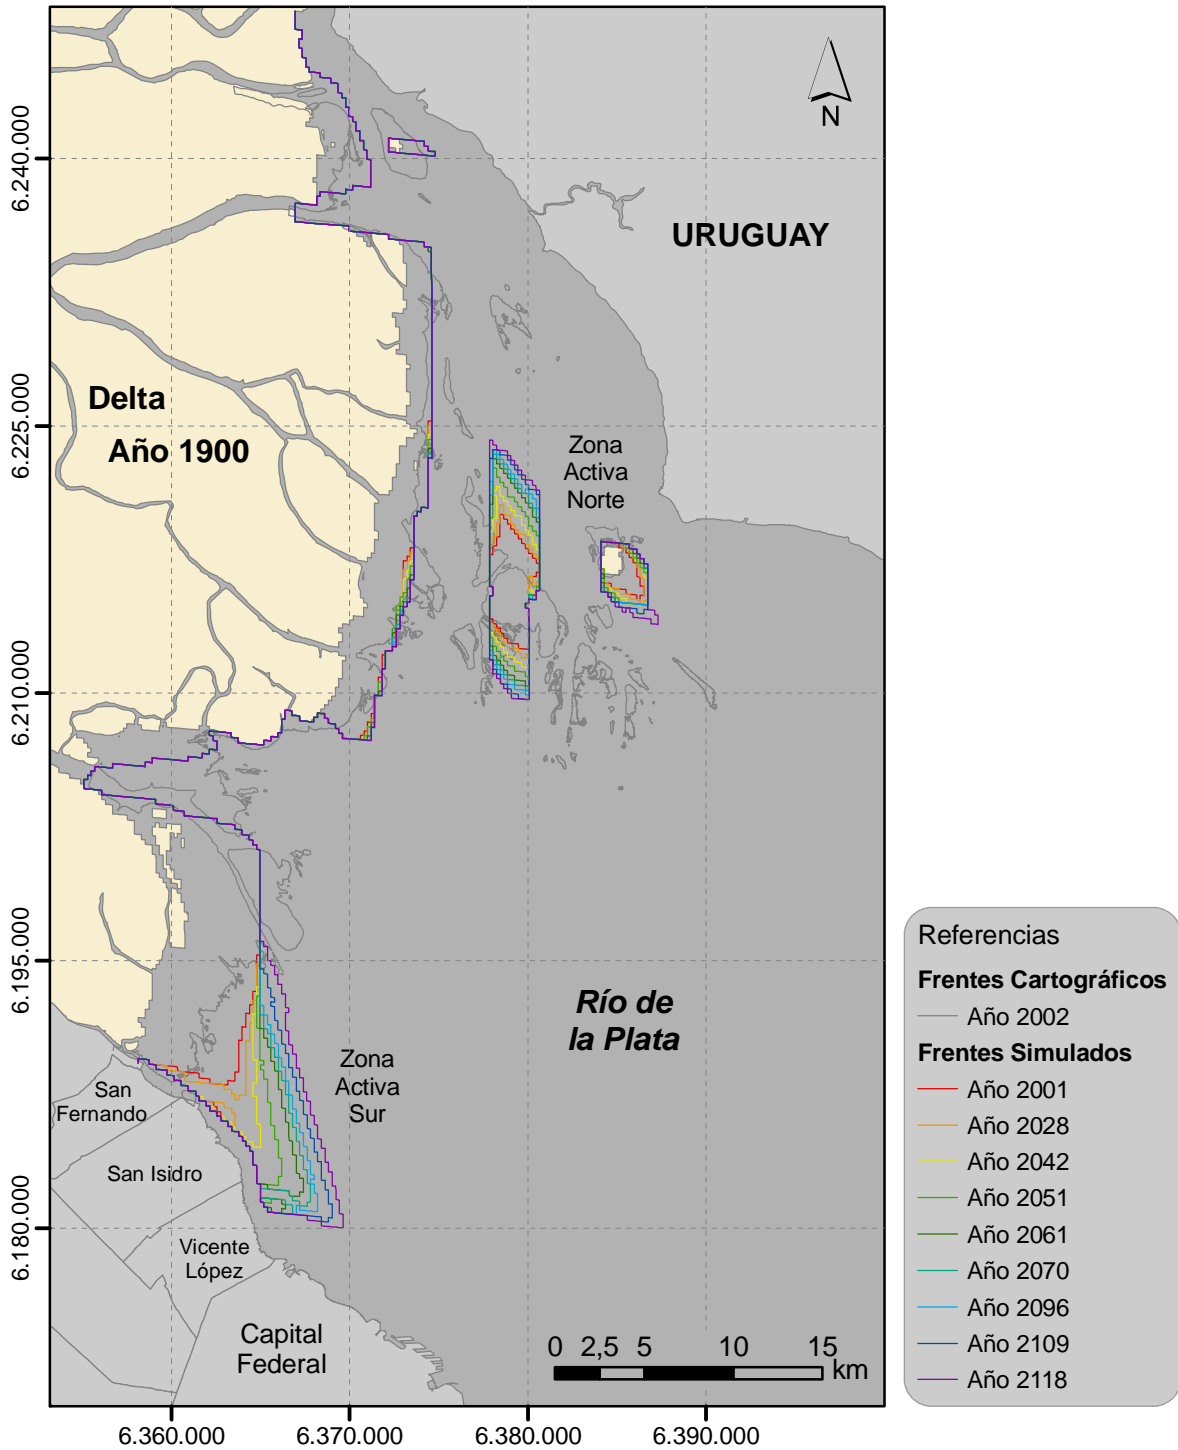 N
6.240.000
URUGUAY
Delta
Año 1900
6.225.000
Zona
Activa
Norte
6.210.000
6.195.000
Río de
la Plata
Zona
Activa
Sur
San
Fernando
San Isidro
6.180.000
Vicente
López
Capital
Federal
0 2,5 5 10 15
km
6.360.000 6.370.000 6.380.000 6.390.000
Referencias
Frentes Cartográficos
Año 2002
Frentes Simulados
Año 2001
Año 2028
Año 2042
Año 2051
Año 2061
Año 2070
Año 2096
Año 2109
Año 2118